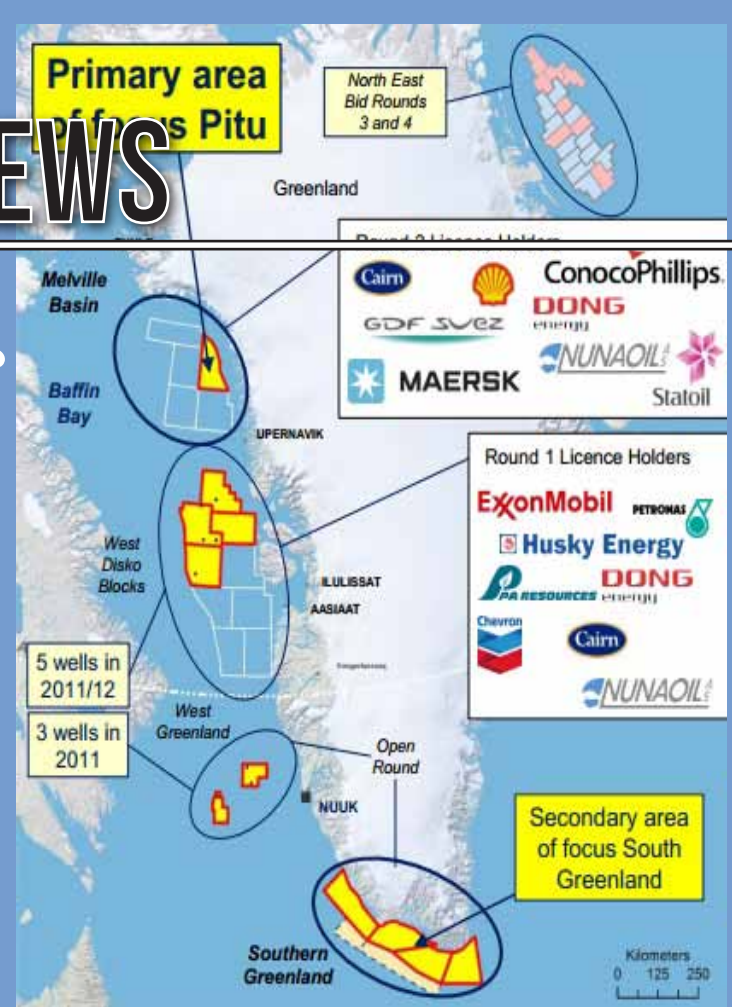 Primary area
of focus Pitu
EWS
North East
Bid Rounds
3 and 4
Greenland
Melville
Basin
Baffin
Bay
UPERNAVIK
Cairn
ConocoPhillips
GDF SUEZ
DONG
energy
NUNAOIL A/S
MAERSK
Statoil
Round 1 Licence Holders
ExxonMobil
PETRONAS
Husky Energy
PA RESOURCES
DONG
energy
Chevron
Cairn
NUNAOIL A/S
West
Disko
Blocks
ILULISSAT
AASIAAT
5 wells in
2011/12
3 wells in
2011
West
Greenland
Open
Round
NUUK
Secondary area
of focus South
Greenland
Southern
Greenland
Kilometers
0 125 250